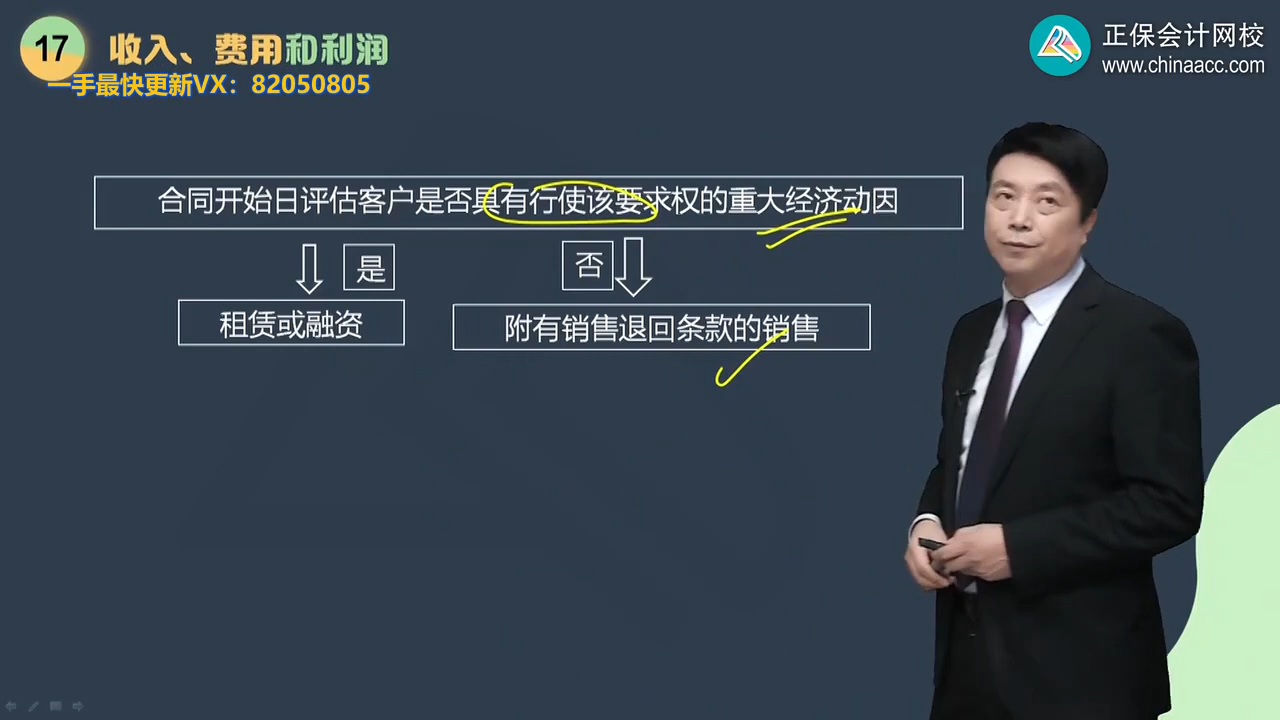 17
收入、费用和利润
一手最快更新VX：82050805
正保会计网校
www.chinaacc.com
合同开始日评估客户是否具有行使该要求权的重大经济动因
是
否
租赁或融资
附有销售退回条款的销售